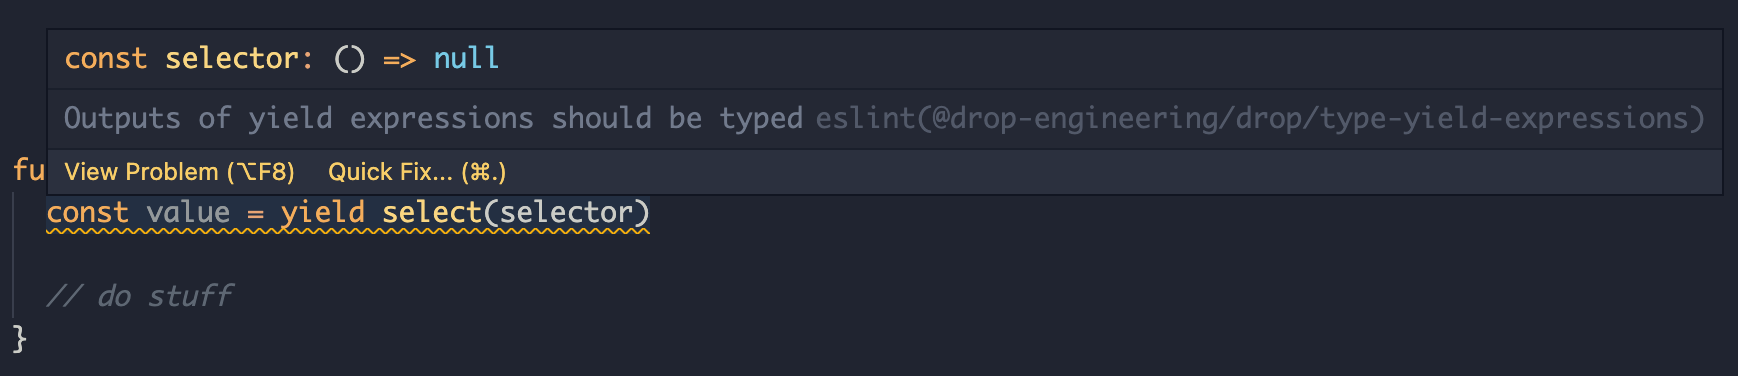 const selector: () => null
Outputs of yield expressions should be typed eslint(@drop-engineering/drop/type-yield-expressions)
View Problem (⌥F8) Quick Fix... (⌘.)
fu
const value = yield select(selector)
// do stuff
}